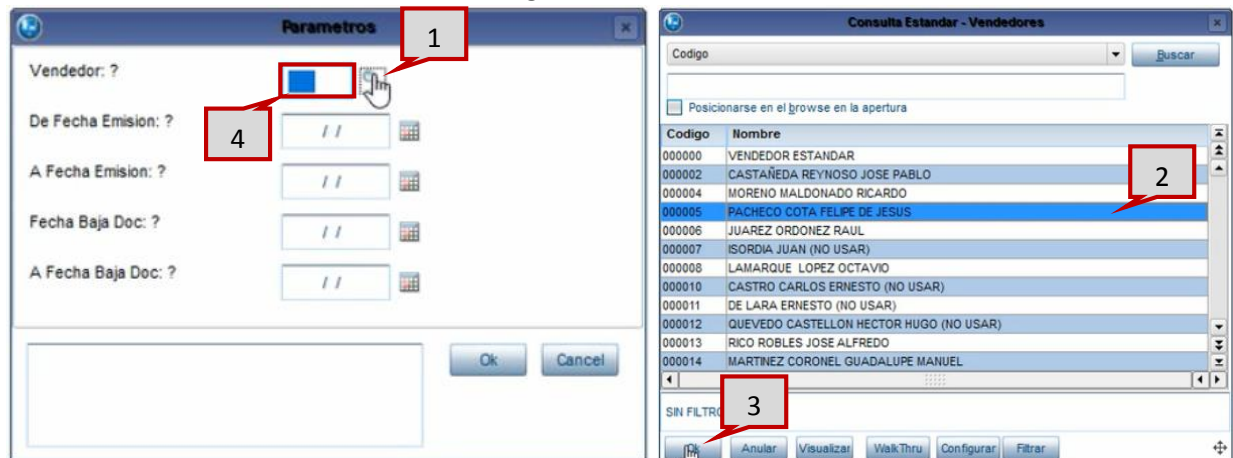 Parametros
1
Vendedor: ?
4
De Fecha Emision: ?
/ /
A Fecha Emision: ?
/ /
Fecha Baja Doc: ?
/ /
A Fecha Baja Doc: ?
/ /
Ok Cancel
Consulta Estandar - Vendedores
Codigo Buscar
Posicionarse en el browse en la apertura
Codigo Nombre
000000 VENDEDOR ESTANDAR
2
000002 CASTAÑEDA REYNOSO JOSE PABLO
000004 MORENO MALDONADO RICARDO
000005 PACHECO COTA FELIPE DE JESUS
000006 JUAREZ ORDONEZ RAUL
000007 ISORDIA JUAN (NO USAR)
000008 LAMARQUE LOPEZ OCTAVIO
000010 CASTRO CARLOS ERNESTO (NO USAR)
000011 DE LARA ERNESTO (NO USAR)
000012 QUEVEDO CASTELLON HECTOR HUGO (NO USAR)
000013 RICO ROBLES JOSE ALFREDO
000014 MARTINEZ CORONEL GUADALUPE MANUEL
SIN FILTRO
3
Anular Visualizar WalkThru Configurar Filtrar